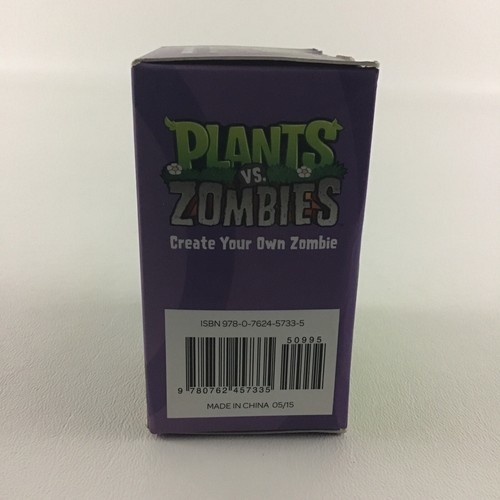 PLANTS
VS.
ZOMBIES
Create Your Own Zombie
ISBN 978-0-7624-5733-5
50995
9 780762 457335
MADE IN CHINA 05/15